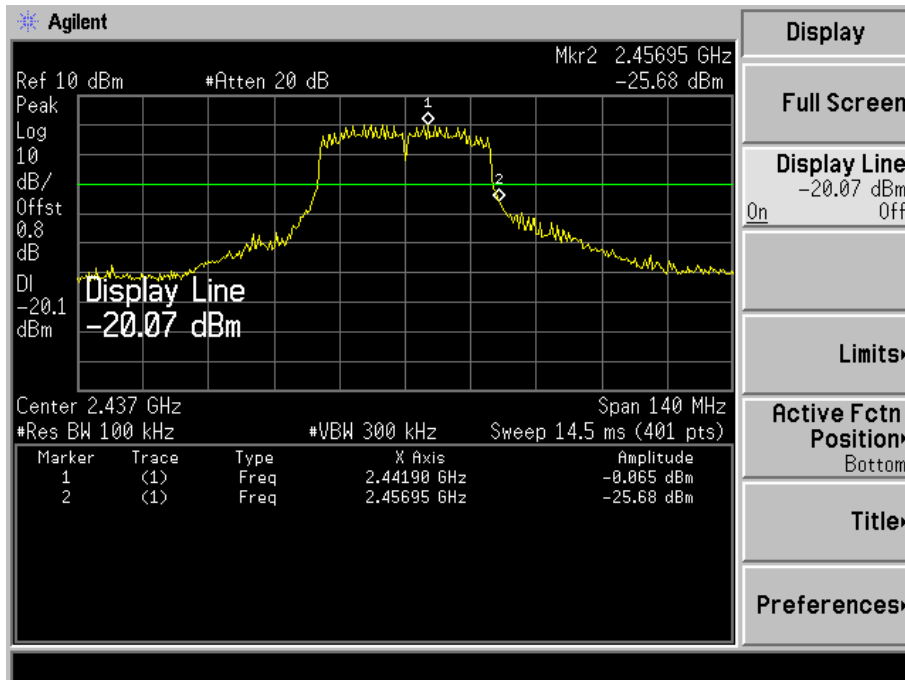 Agilent
Display
Mkr2 2.45695 GHz
Ref 10 dBm #Atten 20 dB -25.68 dBm
Peak
Log
10
dB/
Offst
0.8
dB
DI
-20.1
dBm
1
2
Display Line
-20.07 dBm
Center 2.437 GHz Span 140 MHz
#Res BW 100 kHz #VBW 300 kHz Sweep 14.5 ms (401 pts)
Marker Trace Type X Axis Amplitude
1 (1) Freq 2.44190 GHz -0.065 dBm
2 (1) Freq 2.45695 GHz -25.68 dBm
Full Screen
Display Line
-20.07 dBm
On Off
Limits
Active Fctn
Position
Bottom
Title
Preferences